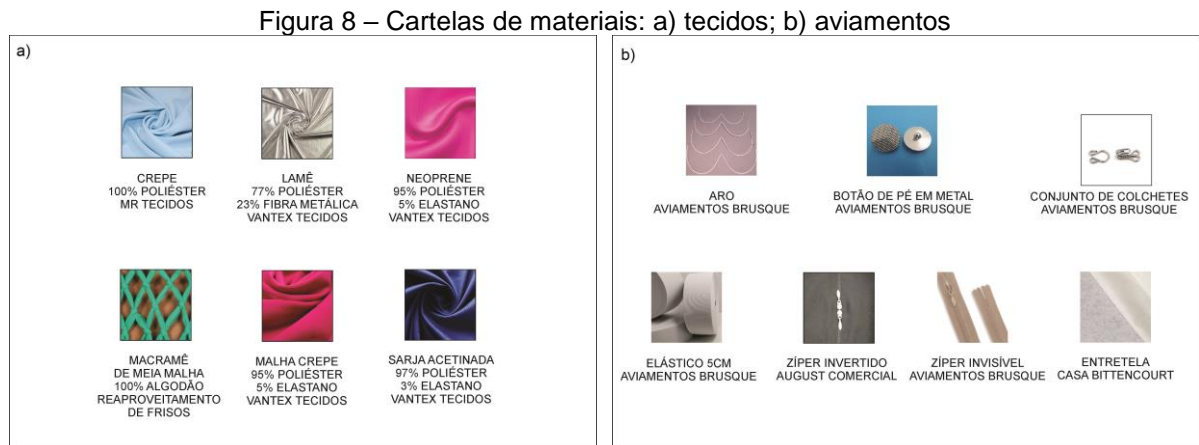 Figura 8 – Cartelas de materiais: a) tecidos; b) aviamentos
a)
CREPE
100% POLIÉSTER
MR TECIDOS
LAMÊ
77% POLIÉSTER
23% FIBRA METÁLICA
VANTEX TECIDOS
NEOPRENE
95% POLIÉSTER
5% ELASTANO
VANTEX TECIDOS
MACRAMÊ
DE MEIA MALHA
100% ALGODÃO
REAPROVEITAMENTO
DE FRISOS
MALHA CREPE
95% POLIÉSTER
5% ELASTANO
VANTEX TECIDOS
SARJA ACETINADA
97% POLIÉSTER
3% ELASTANO
VANTEX TECIDOS
b)
ARO
AVIAMENTOS BRUSQUE
BOTÃO DE PÉ EM METAL
AVIAMENTOS BRUSQUE
CONJUNTO DE COLCHETES
AVIAMENTOS BRUSQUE
ELÁSTICO 5CM
AVIAMENTOS BRUSQUE
ZÍPER INVERTIDO
AUGUST COMERCIAL
ZÍPER INVISÍVEL
AVIAMENTOS BRUSQUE
ENTRETELA
CASA BITTENCOURT